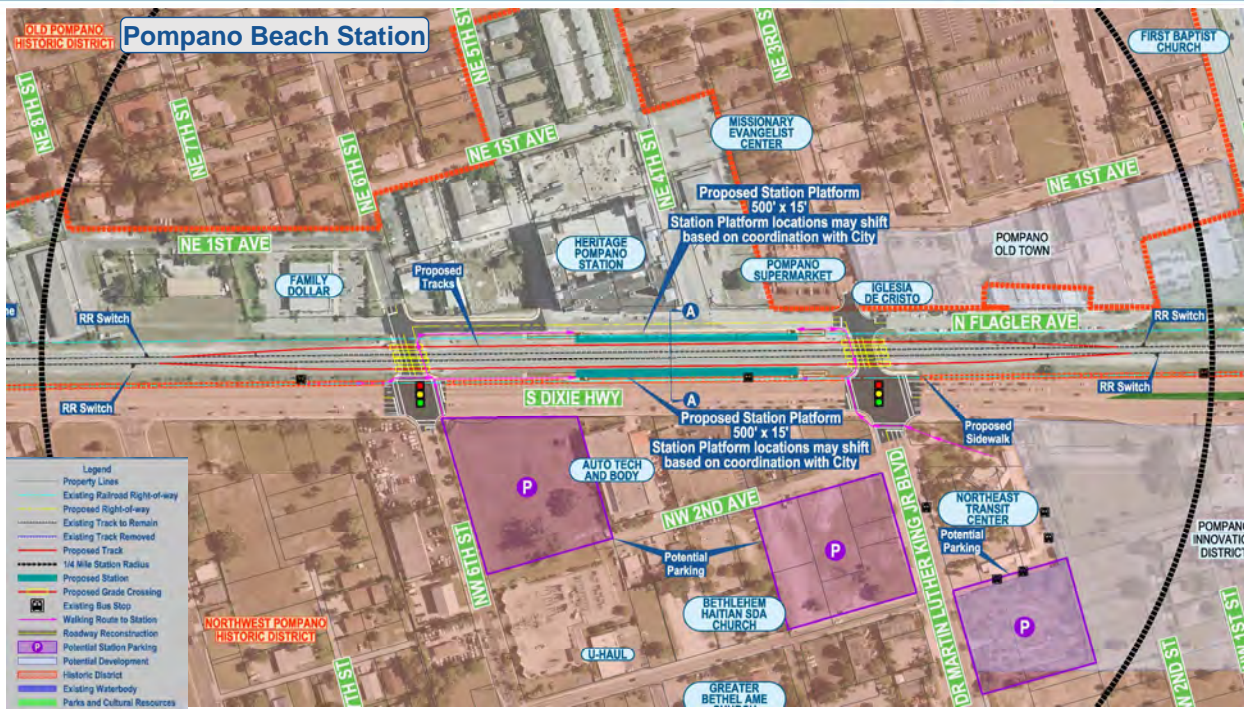 OLD POMPANO
HISTORIC DISTRICT
Pompano Beach Station
NE 5TH ST
NE 3RD ST
FIRST BAPTIST
CHURCH
NE 8TH ST
NE 7TH ST
NE 6TH ST
NE 1ST AVE
NE 4TH ST
MISSIONARY
EVANGELIST
CENTER
NE 1ST AVE
Proposed Station Platform
500' x 15'
Station Platform locations may shift
based on coordination with City
NE 1ST AVE
HERITAGE
POMPANO
STATION
POMPANO
OLD TOWN
FAMILY
DOLLAR
Proposed
Tracks
POMPANO
SUPERMARKET
IGLESIA
DE CRISTO
RR Switch
A
N FLAGLER AVE
RR Switch
RR Switch
S DIXIE HWY
A
RR Switch
Proposed Station Platform
500' x 15'
Station Platform locations may shift
based on coordination with City
Proposed
Sidewalk
Legend
Property Lines
Existing Railroad Right-of-way
Proposed Right-of-way
Existing Track to Remain
Existing Track Removed
Proposed Track
1/4 Mile Station Radius
Proposed Station
Proposed Grade Crossing
Existing Bus Stop
Walking Route to Station
Roadway Reconstruction
P Potential Station Parking
Potential Development
Historic District
Existing Waterbody
Parks and Cultural Resources
P
AUTO TECH
AND BODY
NW 2ND AVE
NORTHEAST
TRANSIT
CENTER
POMPANO
INNOVATION
DISTRICT
NW 6TH ST
Potential
Parking
P
DR MARTIN LUTHER KING JR BLVD
Potential
Parking
NORTHWEST POMPANO
HISTORIC DISTRICT
BETHLEHEM
HAITIAN SDA
CHURCH
P
U-HAUL
7TH ST
GREATER
BETHEL AME
W 2ND ST
1ST ST